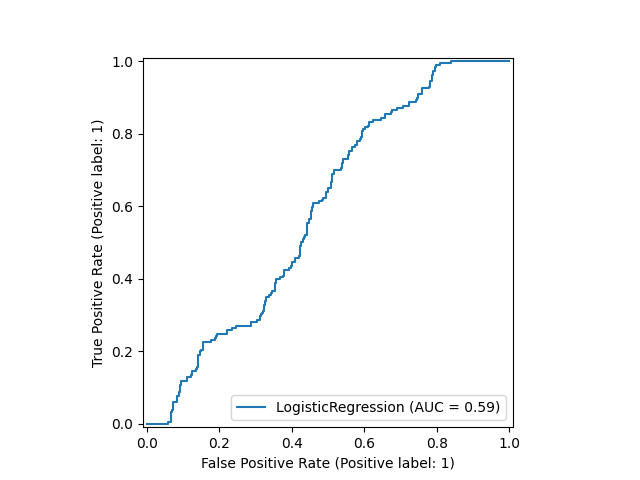 1.0
0.8
0.6
0.4
0.2
0.0
True Positive Rate (Positive label: 1)
LogisticRegression (AUC = 0.59)
0.0 0.2 0.4 0.6 0.8 1.0
False Positive Rate (Positive label: 1)